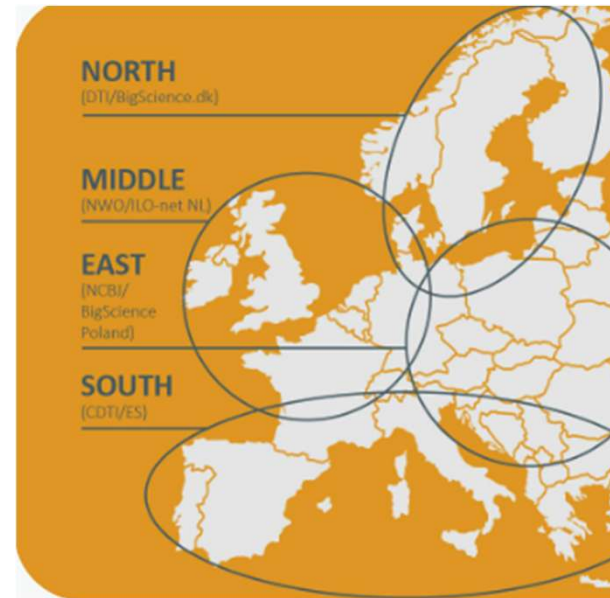 NORTH
(DTI/BigScience.dk)
MIDDLE
(NWO/ILO-net NL)
EAST
(NCBJ/
BigScience
Poland)
SOUTH
(CDTI/ES)